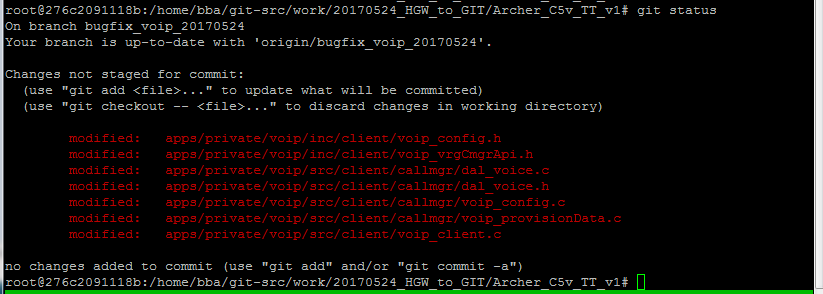 root@276c2091118b:/home/bba/git-src/work/20170524_HGW_to_GIT/Archer_C5v_TT_v1# git status
On branch bugfix_voip_20170524
Your branch is up-to-date with 'origin/bugfix_voip_20170524'.
Changes not staged for commit:
  (use "git add <file>..." to update what will be committed)
  (use "git checkout -- <file>..." to discard changes in working directory)
        modified:   apps/private/voip/inc/client/voip_config.h
        modified:   apps/private/voip/inc/client/voip_vrgCmgrApi.h
        modified:   apps/private/voip/src/client/callmgr/dal_voice.c
        modified:   apps/private/voip/src/client/callmgr/dal_voice.h
        modified:   apps/private/voip/src/client/callmgr/voip_config.c
        modified:   apps/private/voip/src/client/callmgr/voip_provisionData.c
        modified:   apps/private/voip/src/client/voip_client.c
no changes added to commit (use "git add" and/or "git commit -a")
root@276c2091118b:/home/bba/git-src/work/20170524_HGW_to_GIT/Archer_C5v_TT_v1#